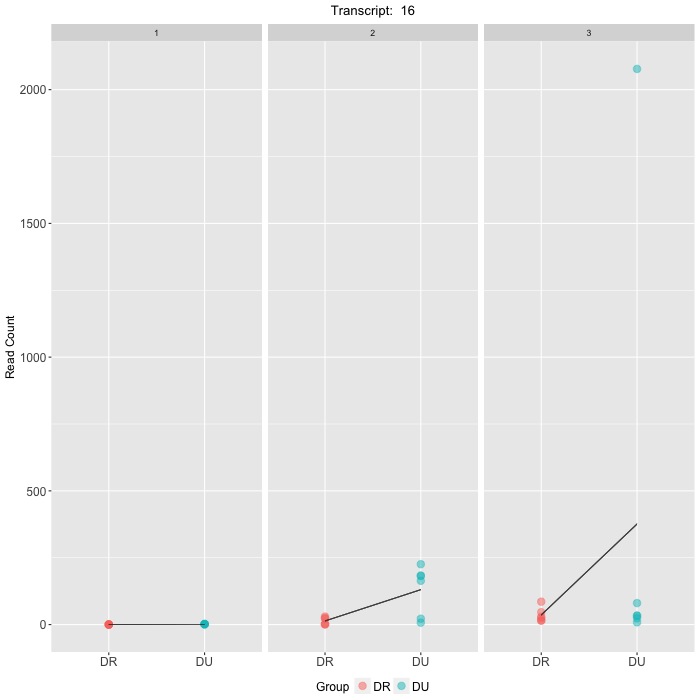 Transcript: 16
1 2 3
2000
1500
1000
500
0
Read Count
DR DU DR DU DR DU
Group DR DU